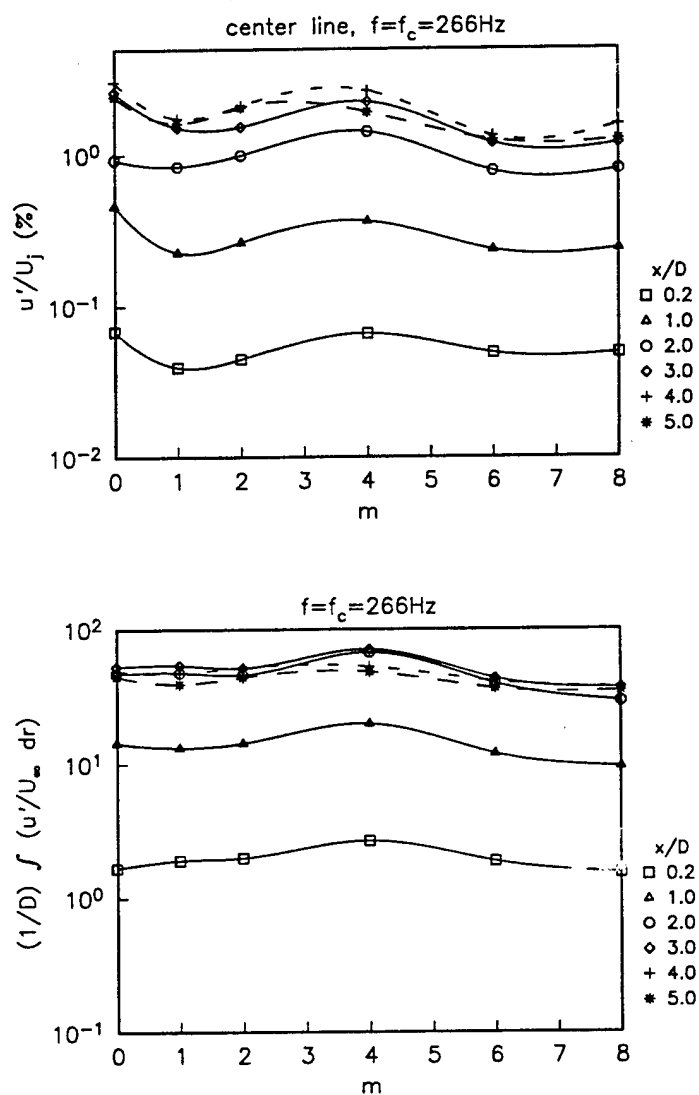 center line, f=f_c=266Hz
u'/U_j (%)
10^0
10^-1
10^-2
0 1 2 3 4 5 6 7 8
m
x/D
0.2
1.0
2.0
3.0
4.0
5.0
f=f_c=266Hz
(1/D) ∫ (u'/U_∞ dr)
10^2
10^1
10^0
10^-1
0 1 2 3 4 5 6 7 8
m
x/D
0.2
1.0
2.0
3.0
4.0
5.0